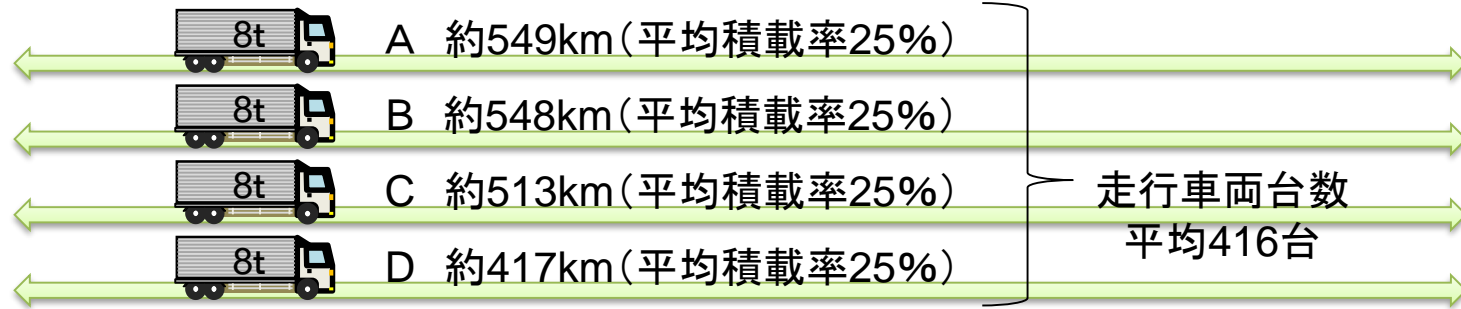 8t A 約549km(平均積載率25%)
8t B 約548km(平均積載率25%)
8t C 約513km(平均積載率25%)
8t D 約417km(平均積載率25%)
走行車両台数
平均416台